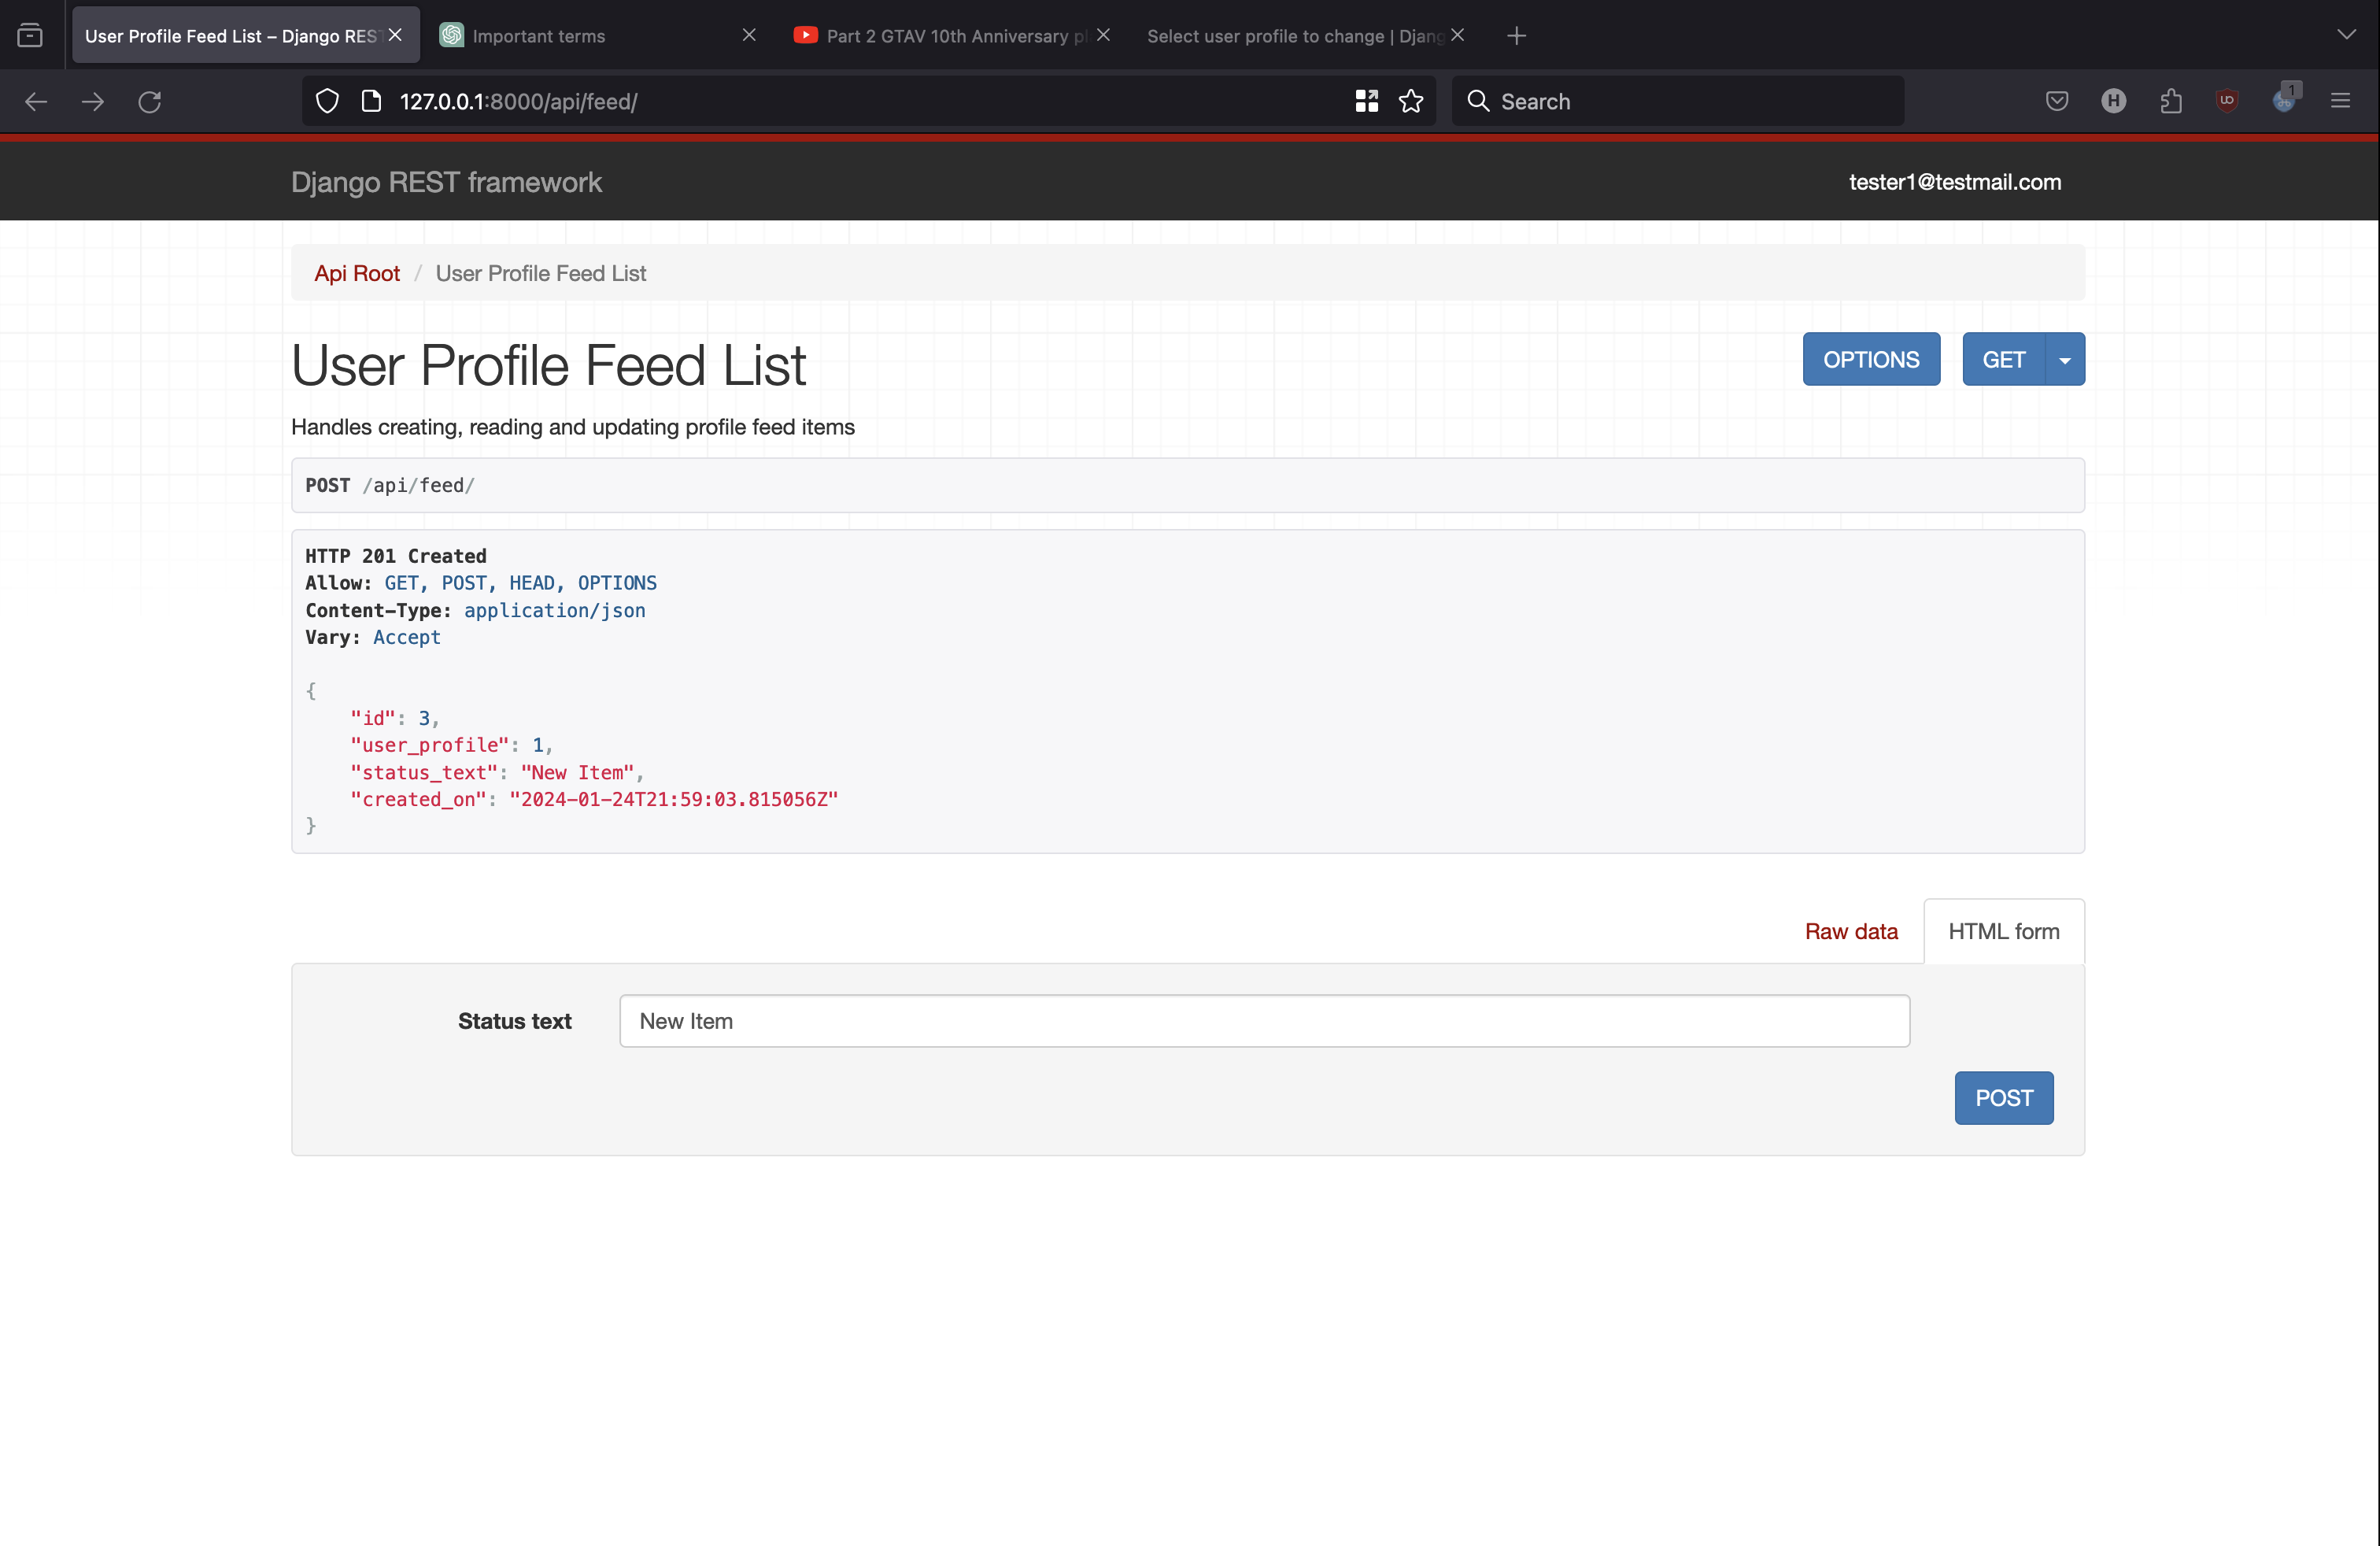 User Profile Feed List – Django RES
Important terms
Part 2 GTAV 10th Anniversary pl
Select user profile to change | Djang
127.0.0.1:8000/api/feed/
Search
H
1
Django REST framework
tester1@testmail.com
Api Root / User Profile Feed List
User Profile Feed List
OPTIONS
GET
Handles creating, reading and updating profile feed items
POST /api/feed/
HTTP 201 Created
Allow: GET, POST, HEAD, OPTIONS
Content-Type: application/json
Vary: Accept
{
    "id": 3,
    "user_profile": 1,
    "status_text": "New Item",
    "created_on": "2024-01-24T21:59:03.815056Z"
}
Raw data
HTML form
Status text
New Item
POST